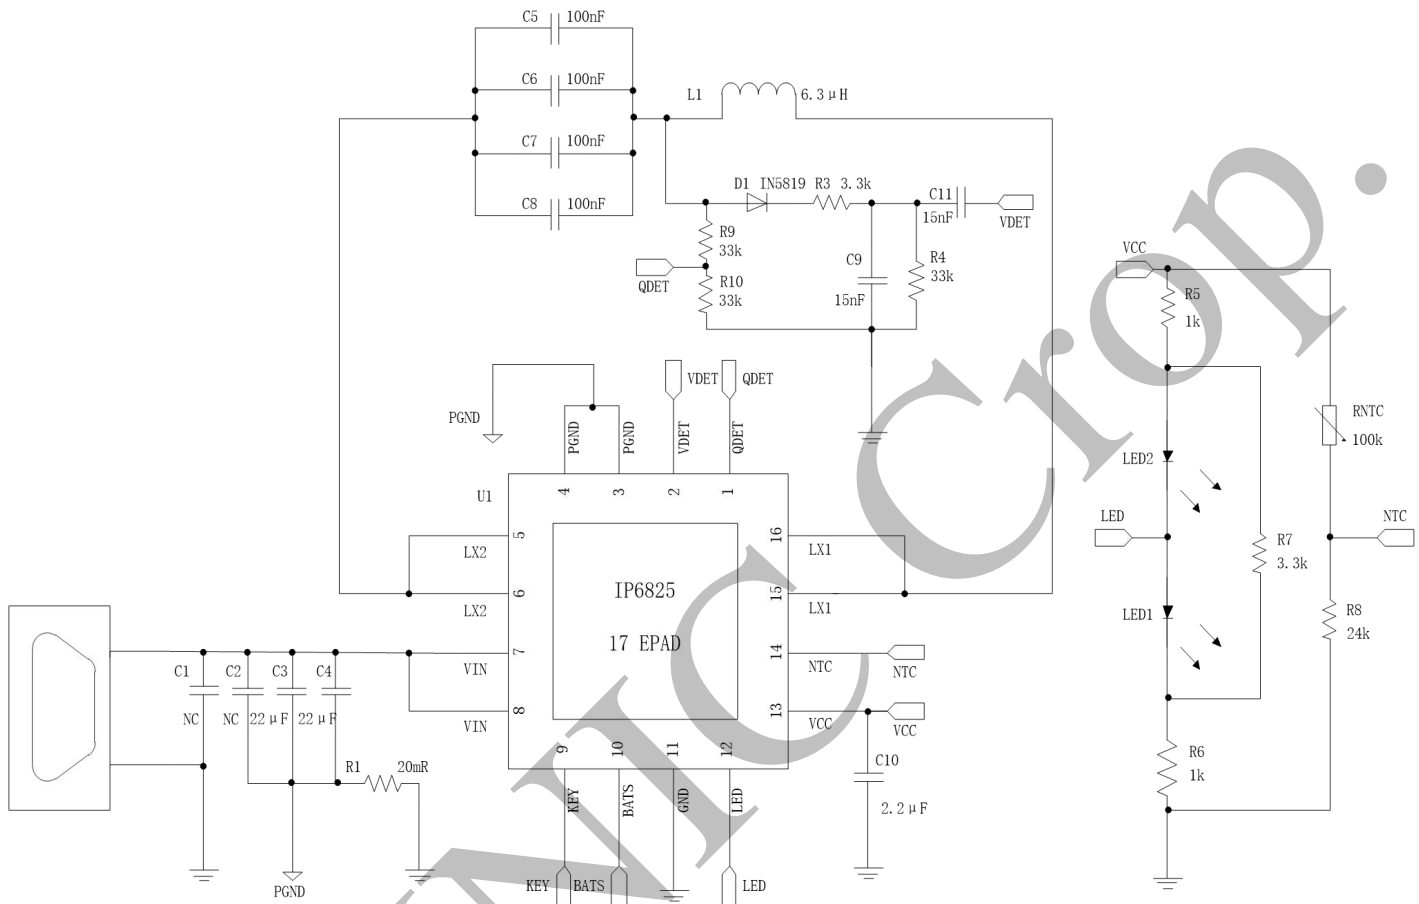 C5 100nF
C6 100nF
L1 6.3μH
C7 100nF
C8 100nF
D1 IN5819 R3 3.3k
C11
15nF
VDET
R9
33k
QDET
R10
33k
C9
15nF
R4
33k
VCC
R5
1k
PGND
VDET QDET
PGND PGND VDET QDET
RNTC
100k
LED2
U1
4 3 2 1
5 LX2
6 LX2
7 VIN
8 VIN
16 LX1
15 LX1
14 NTC NTC
13 VCC VCC
IP6825
17 EPAD
LED
NTC
R7
3.3k
LED1
R8
24k
C1 C2 C3 C4
NC NC 22μF 22μF
R1 20mR
9 10 11 12
KEY BATS GND LED
C10
2.2μF
R6
1k
PGND
KEY BATS LED
MIC Crop.